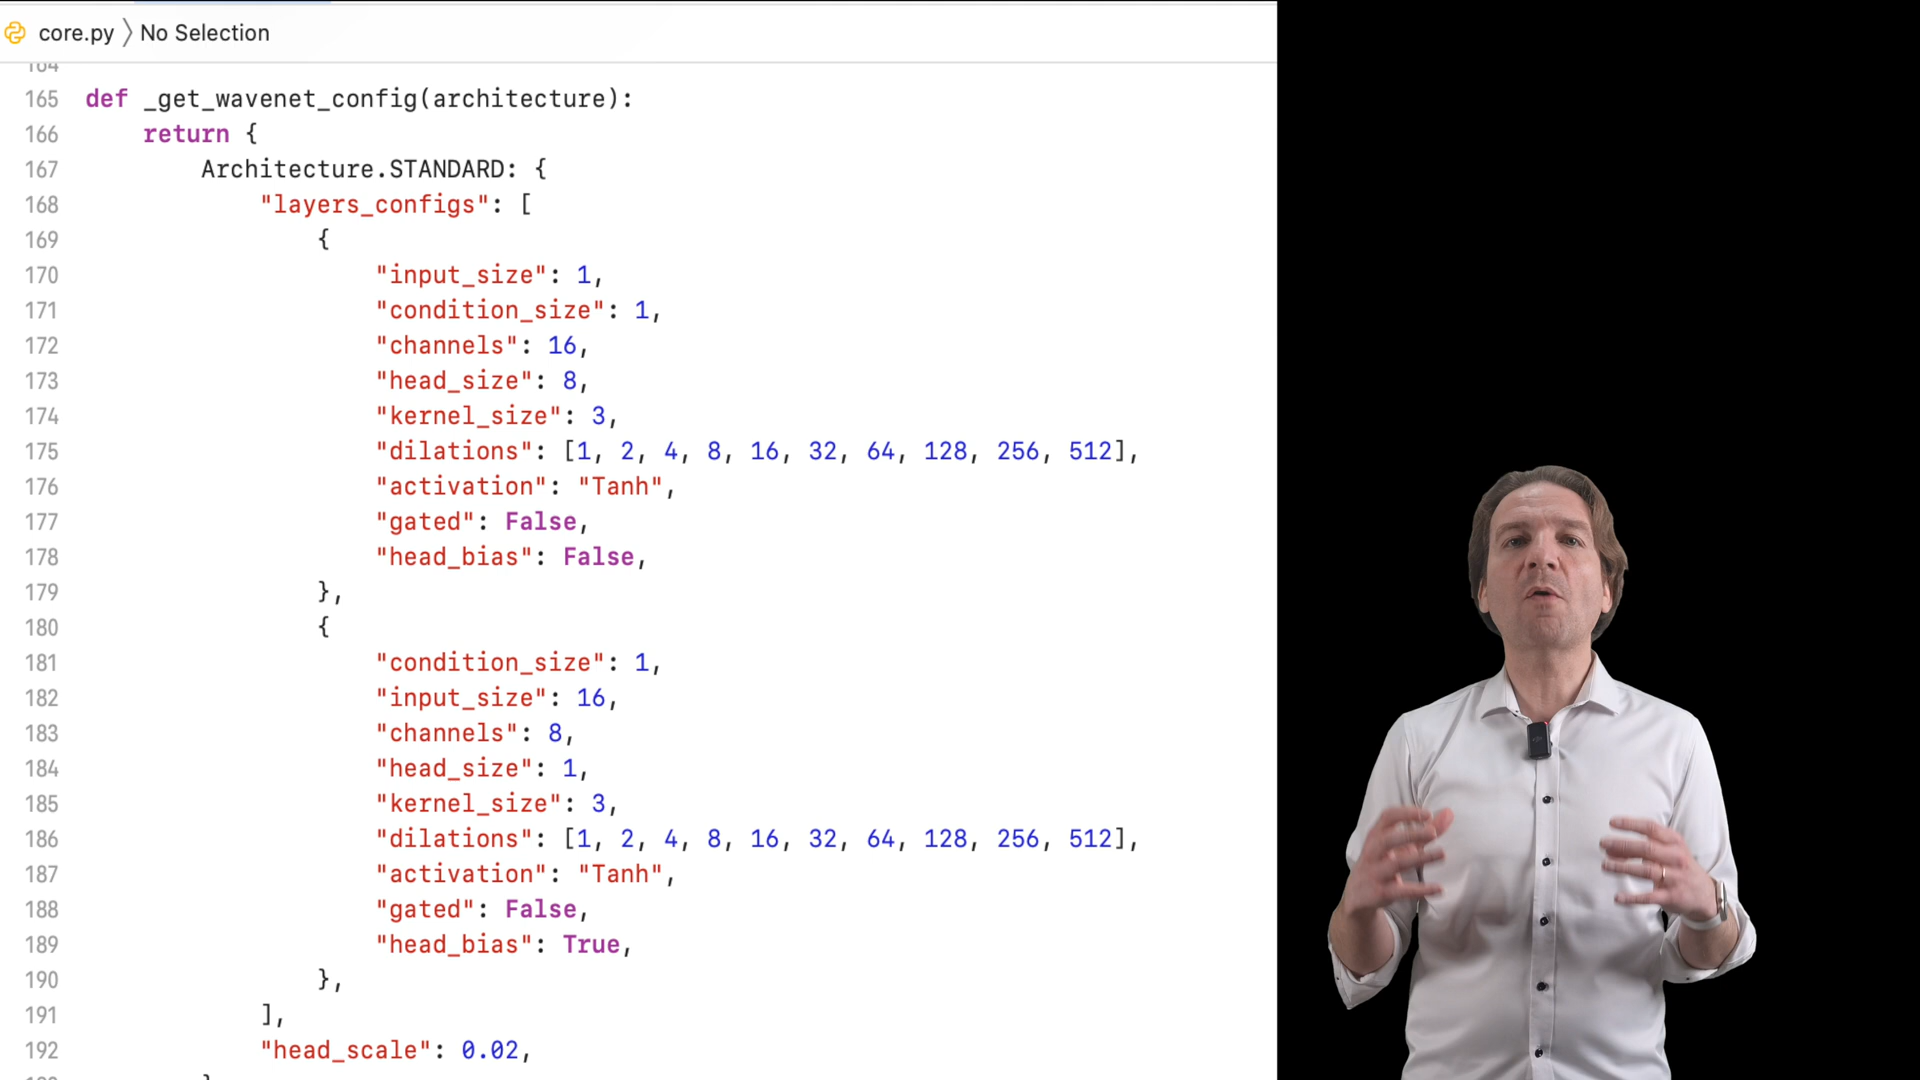 core.py 〉 No Selection
164
165 def _get_wavenet_config(architecture):
166 return {
167 Architecture.STANDARD: {
168 "layers_configs": [
169 {
170 "input_size": 1,
171 "condition_size": 1,
172 "channels": 16,
173 "head_size": 8,
174 "kernel_size": 3,
175 "dilations": [1, 2, 4, 8, 16, 32, 64, 128, 256, 512],
176 "activation": "Tanh",
177 "gated": False,
178 "head_bias": False,
179 },
180 {
181 "condition_size": 1,
182 "input_size": 16,
183 "channels": 8,
184 "head_size": 1,
185 "kernel_size": 3,
186 "dilations": [1, 2, 4, 8, 16, 32, 64, 128, 256, 512],
187 "activation": "Tanh",
188 "gated": False,
189 "head_bias": True,
190 },
191 ],
192 "head_scale": 0.02,